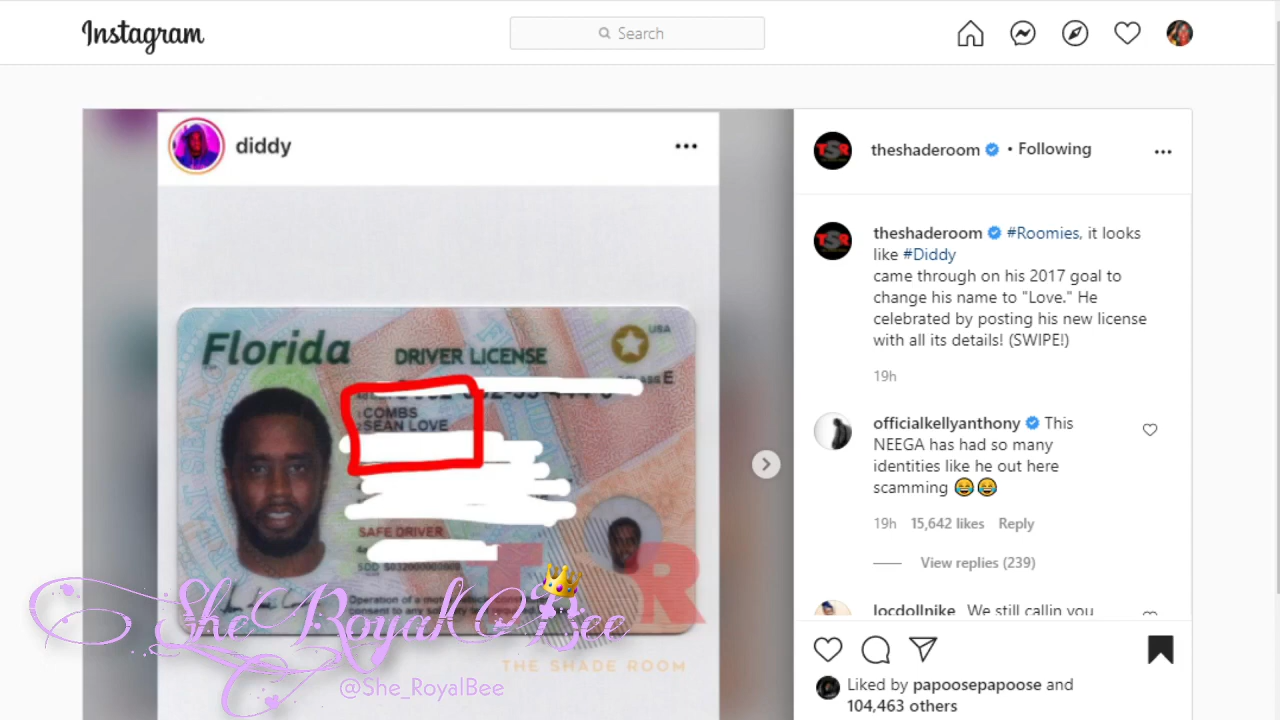 Instagram
Search
diddy
Florida
DRIVER LICENSE
USA
CLASS E
COMBS
SEAN LOVE
SAFE DRIVER
TSR
THE SHADE ROOM
SheRoyalBee
@She_RoyalBee
theshaderoom • Following
theshaderoom #Roomies, it looks
like #Diddy
came through on his 2017 goal to
change his name to "Love." He
celebrated by posting his new license
with all its details! (SWIPE!)
19h
officialkellyanthony This
NEEGA has had so many
identities like he out here
scamming 😂😂
19h 15,642 likes Reply
View replies (239)
locdollnike We still callin you
Liked by papoosepapoose and
104,463 others